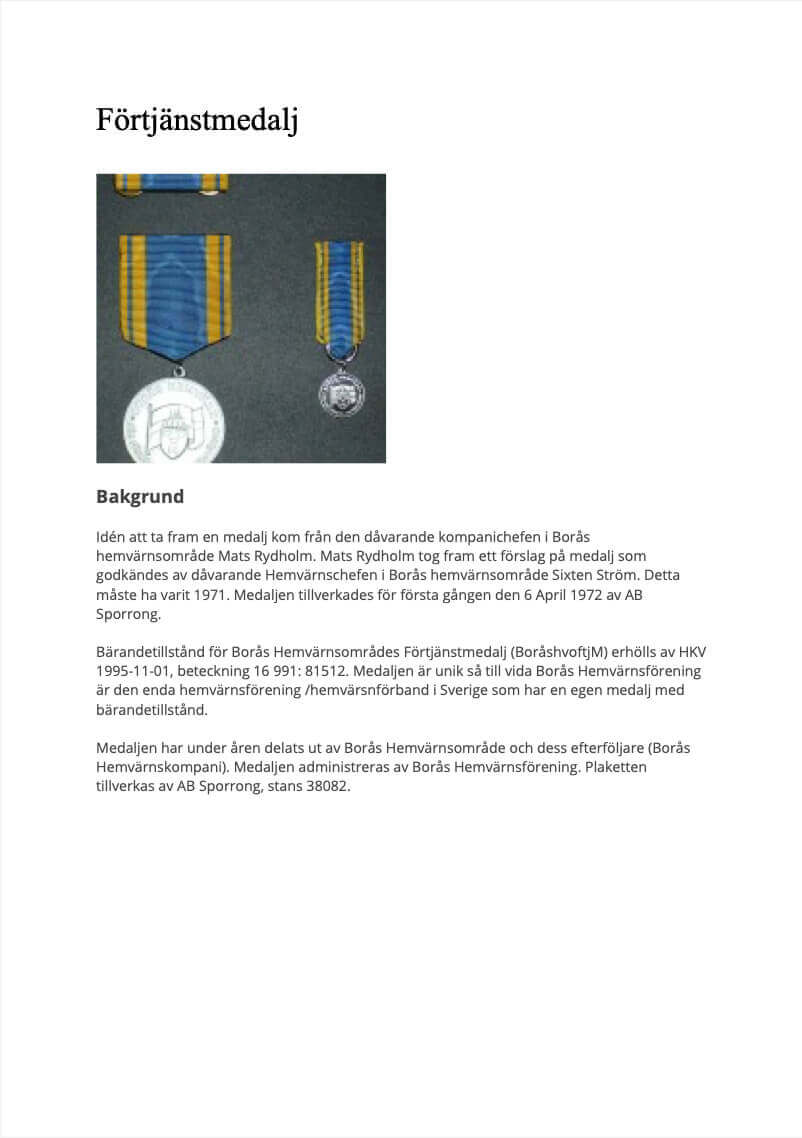 Förtjänstmedalj
Bakgrund
Idén att ta fram en medalj kom från den dåvarande kompanichefen i Borås
hemvärnsområde Mats Rydholm. Mats Rydholm tog fram ett förslag på medalj som
godkändes av dåvarande Hemvärnschefen i Borås hemvärnsområde Sixten Ström. Detta
måste ha varit 1971. Medaljen tillverkades för första gången den 6 April 1972 av AB
Sporrong.
Bärandetillstånd för Borås Hemvärnsområdes Förtjänstmedalj (BoråshvoftjM) erhölls av HKV
1995-11-01, beteckning 16 991: 81512. Medaljen är unik så till vida Borås Hemvärnsförening
är den enda hemvärnsförening /hemvärsnförband i Sverige som har en egen medalj med
bärandetillstånd.
Medaljen har under åren delats ut av Borås Hemvärnsområde och dess efterföljare (Borås
Hemvärnskompani). Medaljen administreras av Borås Hemvärnsförening. Plaketten
tillverkas av AB Sporrong, stans 38082.